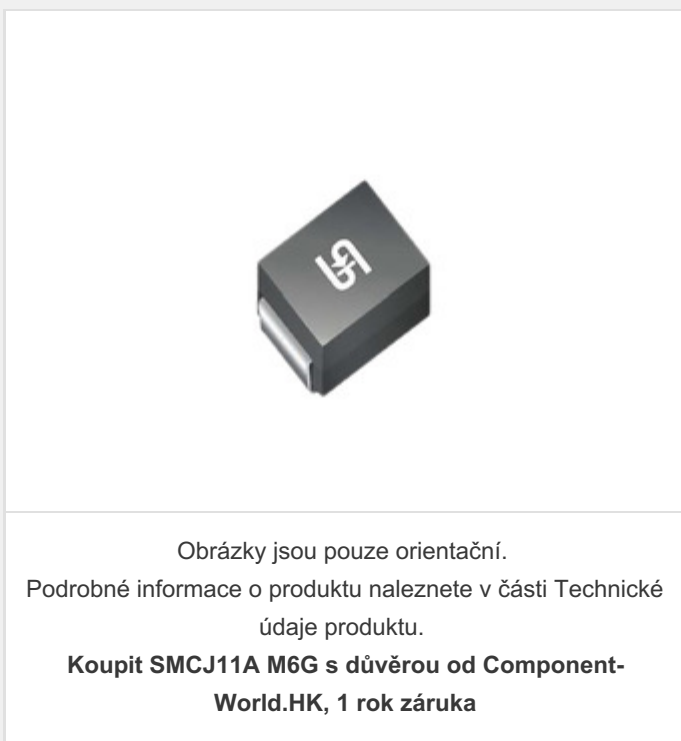 Obrázky jsou pouze orientační.
Podrobné informace o produktu naleznete v části Technické
údaje produktu.
Koupit SMCJ11A M6G s důvěrou od Component-
World.HK, 1 rok záruka